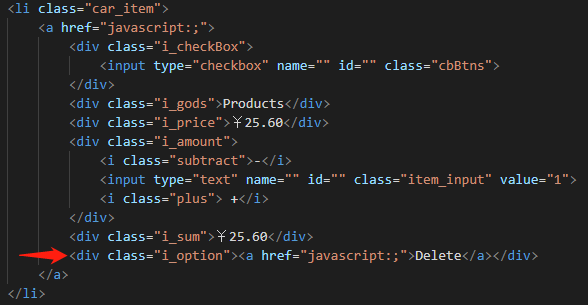 <li class="car_item">
<a href="javascript:;">
<div class="i_checkBox">
<input type="checkbox" name="" id="" class="cbBtns">
</div>
<div class="i_gods">Products</div>
<div class="i_price">¥25.60</div>
<div class="i_amount">
<i class="subtract">-</i>
<input type="text" name="" id="" class="item_input" value="1">
<i class="plus"> +</i>
</div>
<div class="i_sum">¥25.60</div>
<div class="i_option"><a href="javascript:;">Delete</a></div>
</a>
</li>